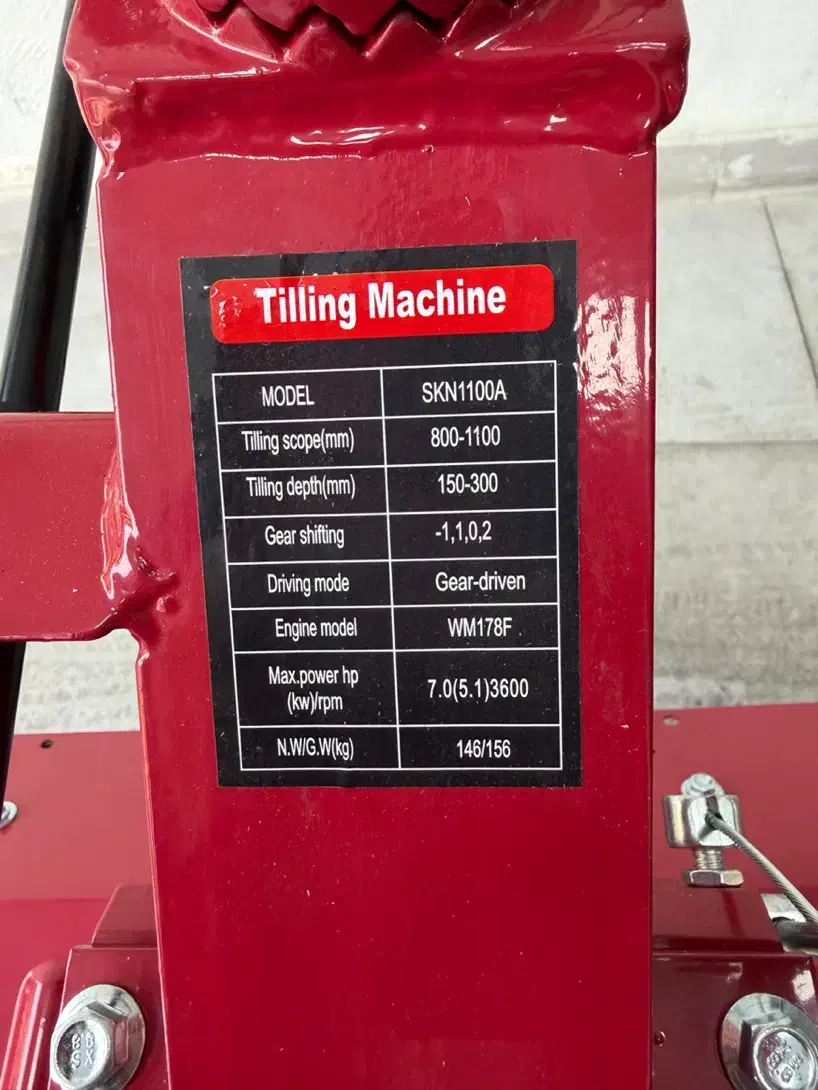 Tilling Machine
MODEL SKN1100A
Tilling scope(mm) 800-1100
Tilling depth(mm) 150-300
Gear shifting -1,1,0,2
Driving mode Gear-driven
Engine model WM178F
Max.power hp
(kw)/rpm 7.0(5.1)3600
N.W/G.W(kg) 146/156